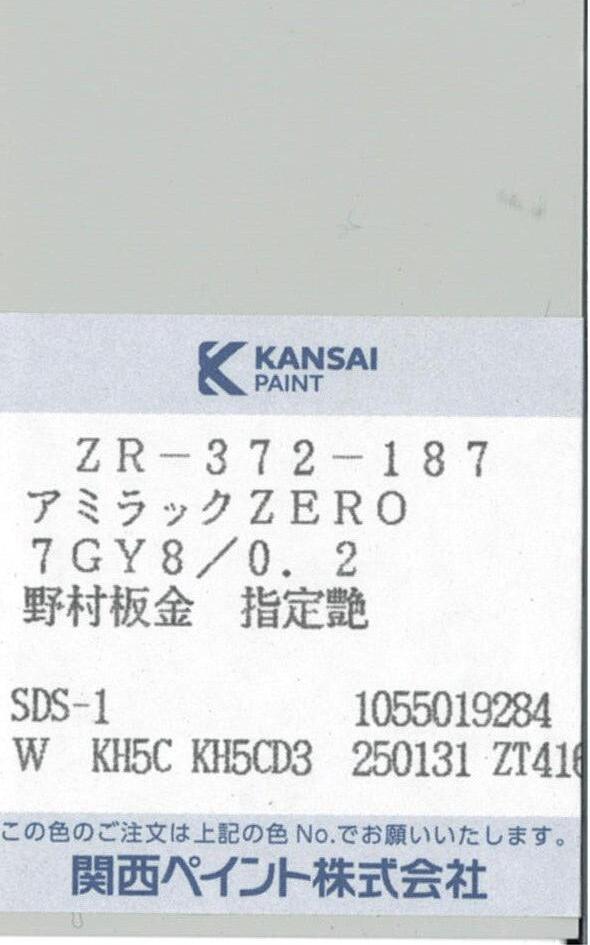 KANSAI
PAINT
ZR－372－187
アミラックZERO
7GY8／0．2
野村板金　指定艶
SDS-1 1055019284
W KH5C KH5CD3 250131 ZT416
この色のご注文は上記の色No.でお願いいたします。
関西ペイント株式会社